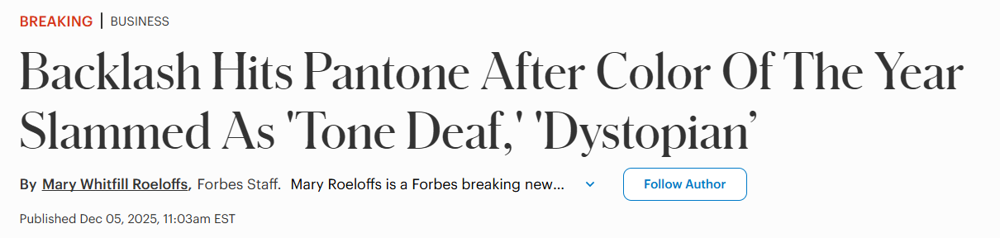 BREAKING | BUSINESS
Backlash Hits Pantone After Color Of The Year
Slammed As 'Tone Deaf,' 'Dystopian’
By Mary Whitfill Roeloffs, Forbes Staff. Mary Roeloffs is a Forbes breaking new... Follow Author
Published Dec 05, 2025, 11:03am EST